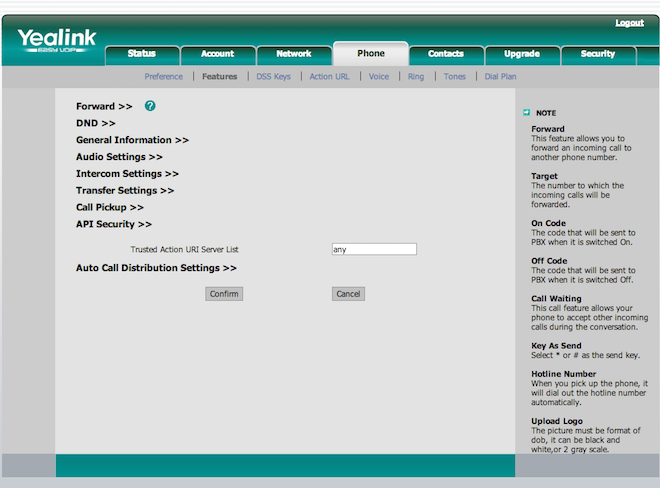 Logout
Yealink
EASY VOIP
Status Account Network Phone Contacts Upgrade Security
Preference | Features | DSS Keys | Action URL | Voice | Ring | Tones | Dial Plan
Forward >> ?
DND >>
General Information >>
Audio Settings >>
Intercom Settings >>
Transfer Settings >>
Call Pickup >>
API Security >>
Trusted Action URI Server List any
Auto Call Distribution Settings >>
Confirm Cancel
NOTE
Forward
This feature allows you to
forward an incoming call to
another phone number.
Target
The number to which the
incoming calls will be
forwarded.
On Code
The code that will be sent to
PBX when it is switched On.
Off Code
The code that will be sent to
PBX when it is switched Off.
Call Waiting
This call feature allows your
phone to accept other incoming
calls during the conversation.
Key As Send
Select * or # as the send key.
Hotline Number
When you pick up the phone, it
will dial out the hotline number
automatically.
Upload Logo
The picture must be format of
dob, it can be black and
white,or 2 gray scale.